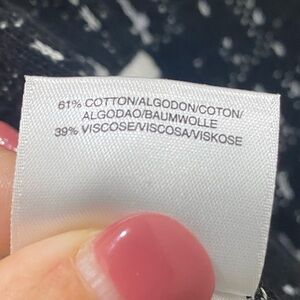 61% COTTON/ALGODON/COTON/
ALGODAO/BAUMWOLLE
39% VISCOSE/VISCOSA/VISKOSE